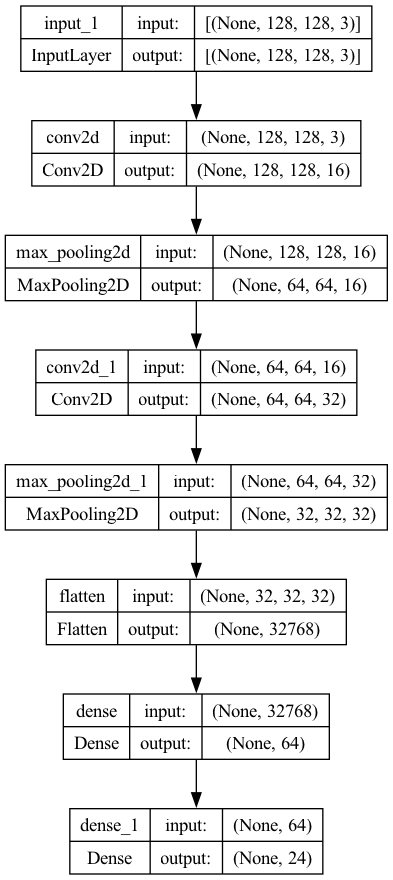 input_1 input: [(None, 128, 128, 3)]
InputLayer output: [(None, 128, 128, 3)]
conv2d input: (None, 128, 128, 3)
Conv2D output: (None, 128, 128, 16)
max_pooling2d input: (None, 128, 128, 16)
MaxPooling2D output: (None, 64, 64, 16)
conv2d_1 input: (None, 64, 64, 16)
Conv2D output: (None, 64, 64, 32)
max_pooling2d_1 input: (None, 64, 64, 32)
MaxPooling2D output: (None, 32, 32, 32)
flatten input: (None, 32, 32, 32)
Flatten output: (None, 32768)
dense input: (None, 32768)
Dense output: (None, 64)
dense_1 input: (None, 64)
Dense output: (None, 24)